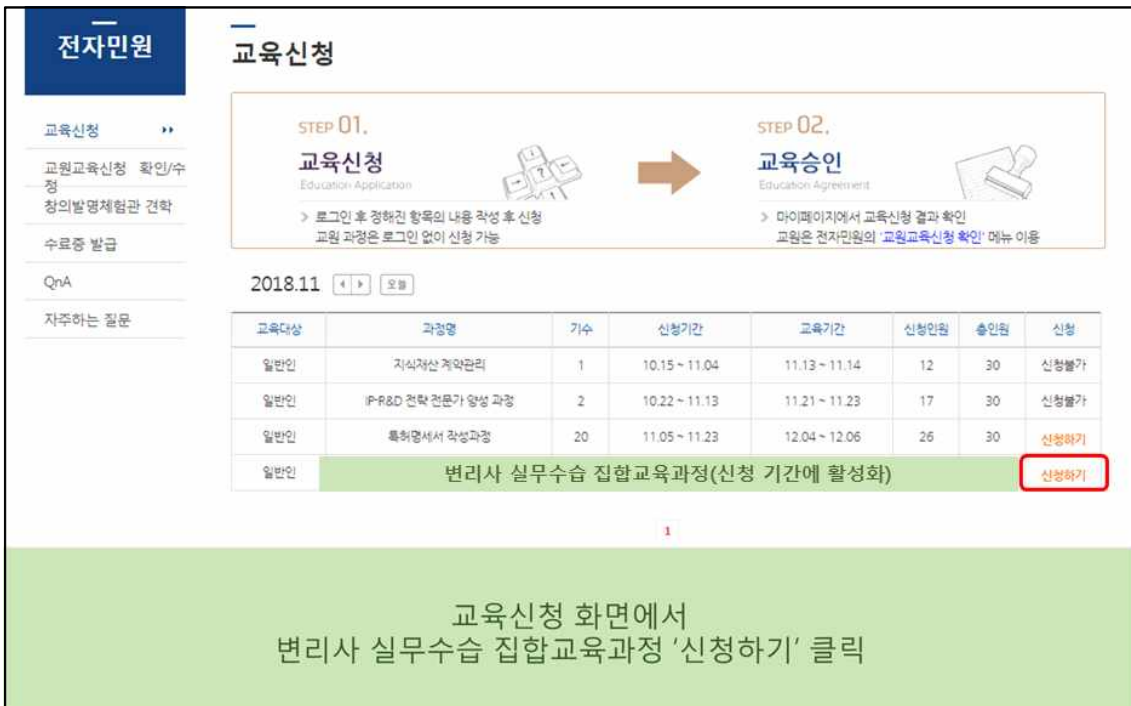 전자민원
교육신청
교원교육신청 확인/수
정
창의발명체험관 견학
수료증 발급
QnA
자주하는 질문
교육신청
STEP 01.
교육신청
Education Application
> 로그인 후 정해진 항목의 내용 작성 후 신청
교원 과정은 로그인 없이 신청 가능
STEP 02.
교육승인
Education Agreement
> 마이페이지에서 교육신청 결과 확인
교원은 전자민원의 '교원교육신청 확인' 메뉴 이용
2018.11 오늘
교육대상 과정명 기수 신청기간 교육기간 신청인원 총인원 신청
일반인 지식재산 계약관리 1 10.15 ~ 11.04 11.13 ~ 11.14 12 30 신청불가
일반인 IP-R&D 전략 전문가 양성 과정 2 10.22 ~ 11.13 11.21 ~ 11.23 17 30 신청불가
일반인 특허명세서 작성과정 20 11.05 ~ 11.23 12.04 ~ 12.06 26 30 신청하기
일반인 변리사 실무수습 집합교육과정(신청 기간에 활성화) 신청하기
1
교육신청 화면에서
변리사 실무수습 집합교육과정 '신청하기' 클릭